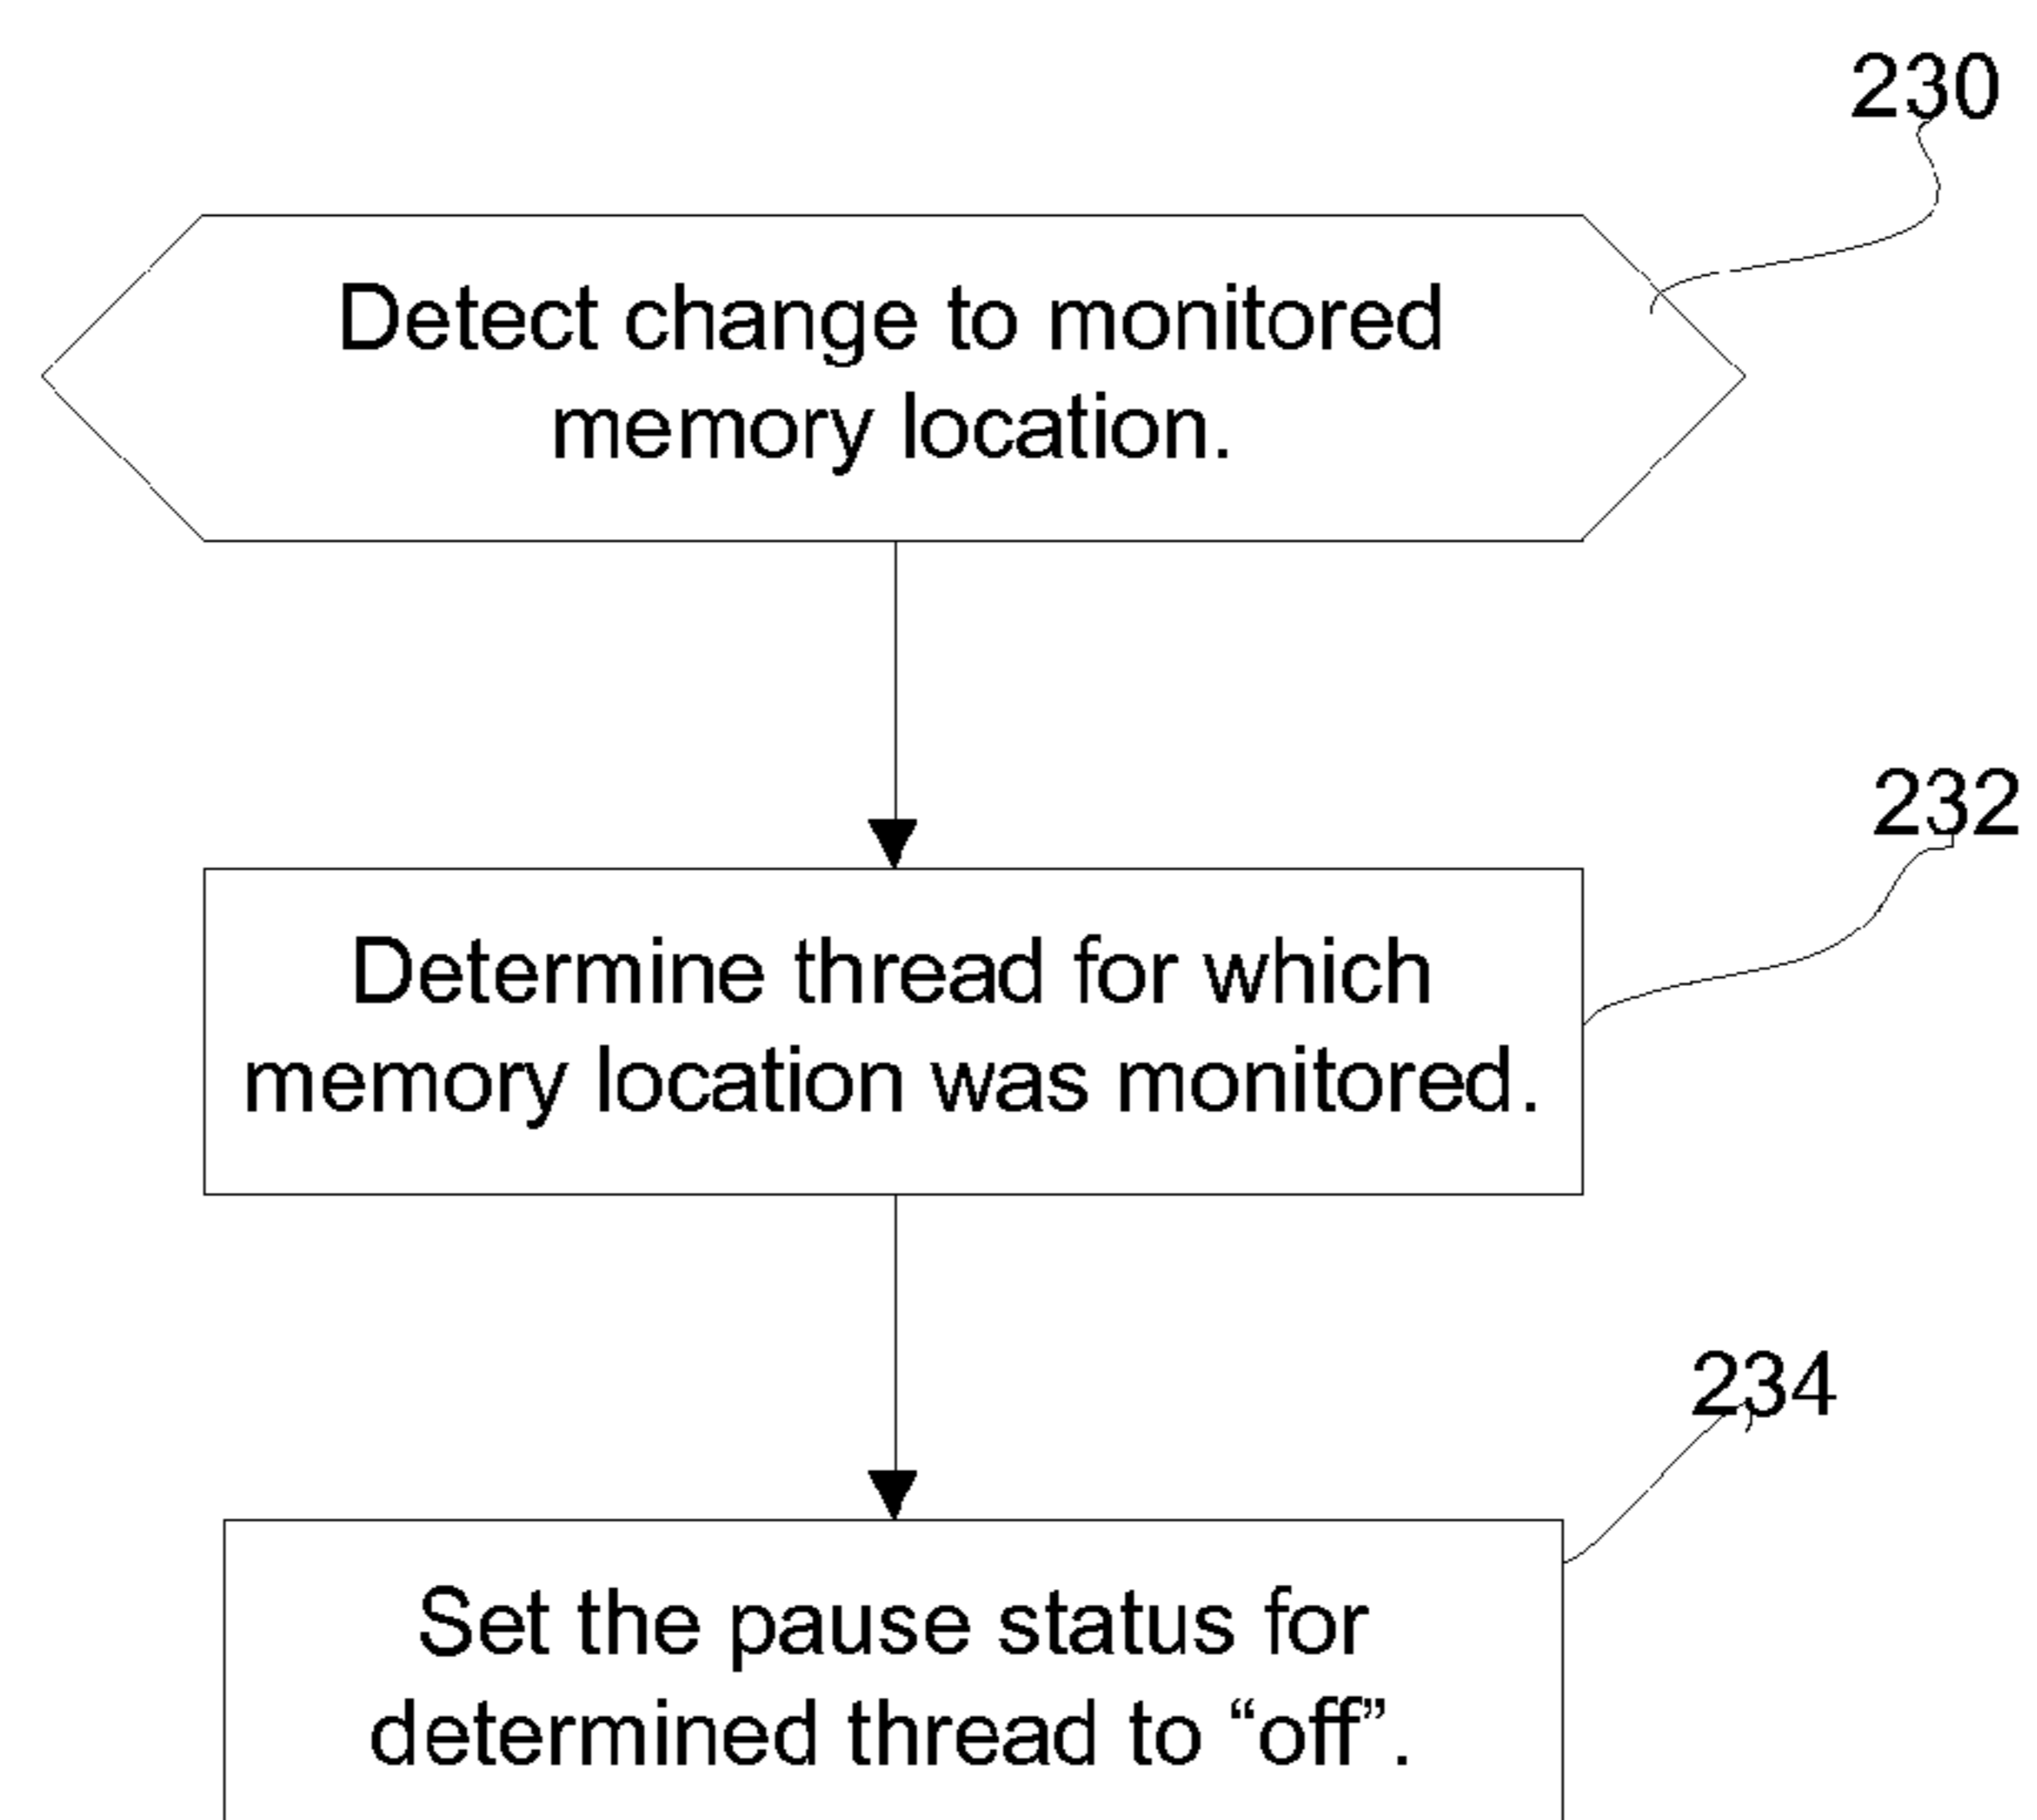 230
Detect change to monitored
memory location.
232
Determine thread for which
memory location was monitored.
234
Set the pause status for
determined thread to “off”.